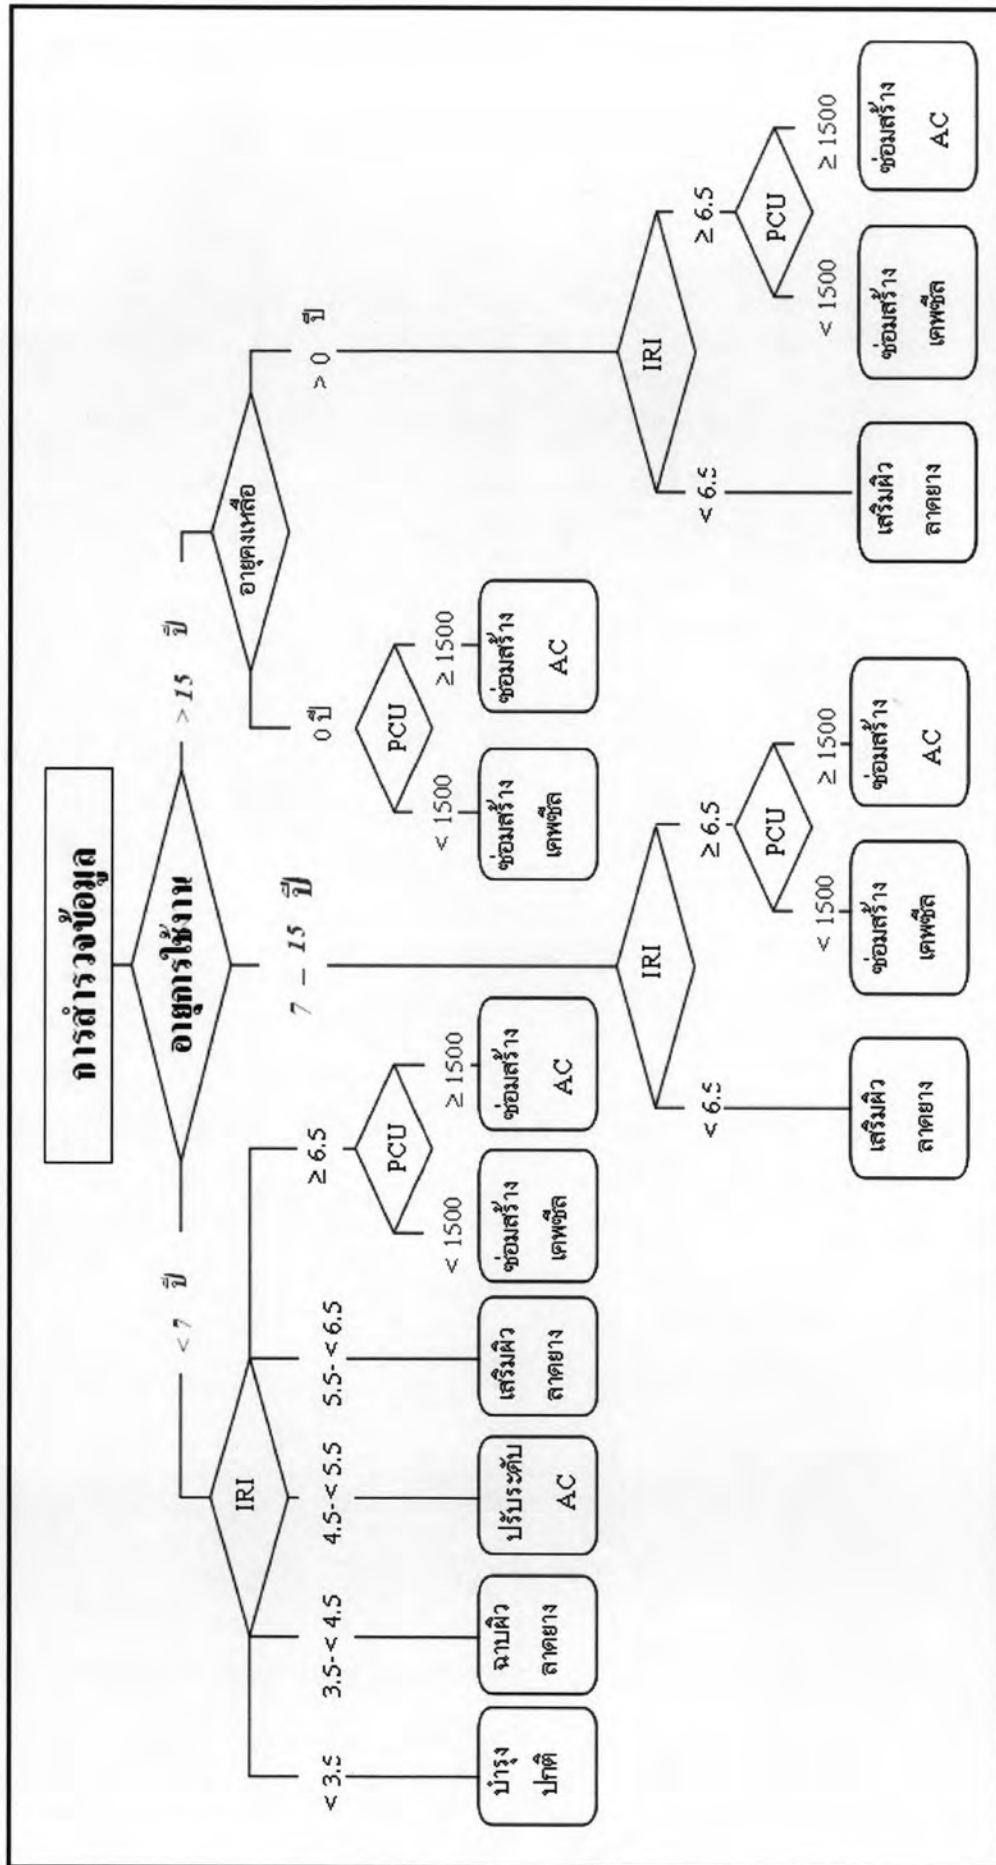 การสำรวจข้อมูล
อายุการใช้งาน
< 7 ปี
7 – 15 ปี
> 15 ปี
IRI
< 3.5
3.5-< 4.5
4.5-< 5.5
5.5-< 6.5
≥ 6.5
PCU
< 1500
≥ 1500
บำรุง
ปกติ
ฉาบผิว
ลาดยาง
ปรับระดับ
AC
เสริมผิว
ลาดยาง
ซ่อมสร้าง
เคพซีล
ซ่อมสร้าง
AC
IRI
< 6.5
≥ 6.5
PCU
< 1500
≥ 1500
เสริมผิว
ลาดยาง
ซ่อมสร้าง
เคพซีล
ซ่อมสร้าง
AC
อายุคงเหลือ
0 ปี
> 0 ปี
PCU
< 1500
≥ 1500
ซ่อมสร้าง
เคพซีล
ซ่อมสร้าง
AC
IRI
< 6.5
≥ 6.5
PCU
< 1500
≥ 1500
เสริมผิว
ลาดยาง
ซ่อมสร้าง
เคพซีล
ซ่อมสร้าง
AC